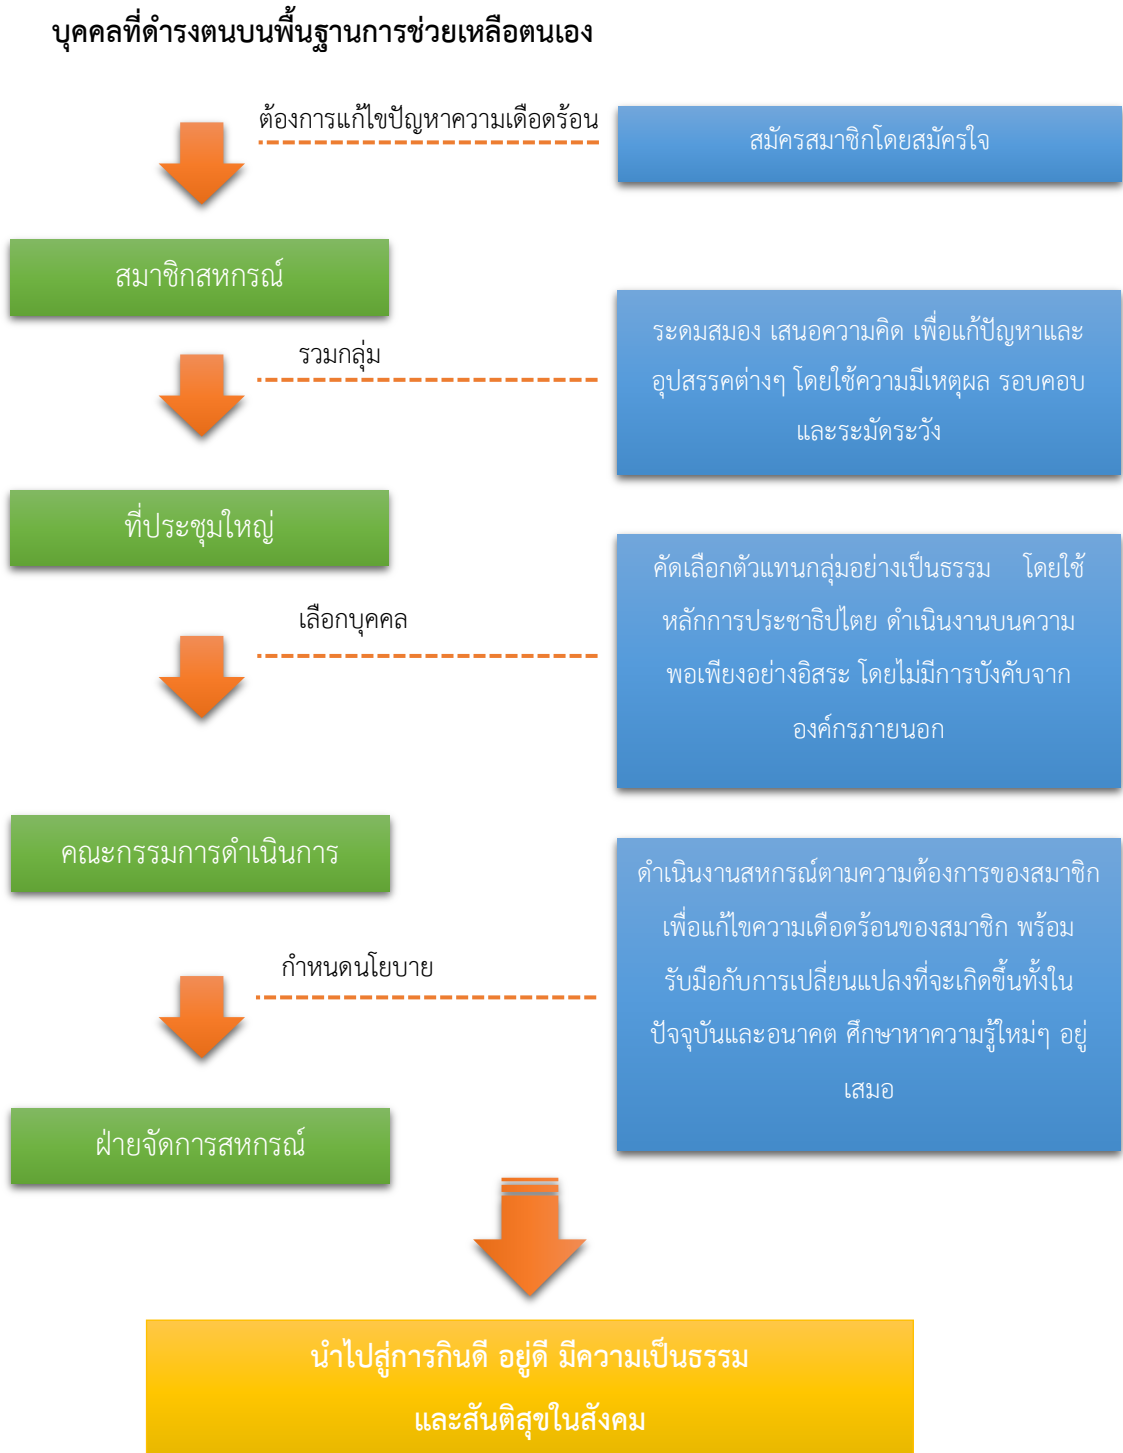 บุคคลที่ดำรงตนบนพื้นฐานการช่วยเหลือตนเอง
ต้องการแก้ไขปัญหาความเดือดร้อน
สมัครสมาชิกโดยสมัครใจ
สมาชิกสหกรณ์
รวมกลุ่ม
ระดมสมอง เสนอความคิด เพื่อแก้ปัญหาและ
อุปสรรคต่างๆ โดยใช้ความมีเหตุผล รอบคอบ
และระมัดระวัง
ที่ประชุมใหญ่
เลือกบุคคล
คัดเลือกตัวแทนกลุ่มอย่างเป็นธรรม โดยใช้
หลักการประชาธิปไตย ดำเนินงานบนความ
พอเพียงอย่างอิสระ โดยไม่มีการบังคับจาก
องค์กรภายนอก
คณะกรรมการดำเนินการ
กำหนดนโยบาย
ดำเนินงานสหกรณ์ตามความต้องการของสมาชิก
เพื่อแก้ไขความเดือดร้อนของสมาชิก พร้อม
รับมือกับการเปลี่ยนแปลงที่จะเกิดขึ้นทั้งใน
ปัจจุบันและอนาคต ศึกษาหาความรู้ใหม่ๆ อยู่
เสมอ
ฝ่ายจัดการสหกรณ์
นำไปสู่การกินดี อยู่ดี มีความเป็นธรรม
และสันติสุขในสังคม